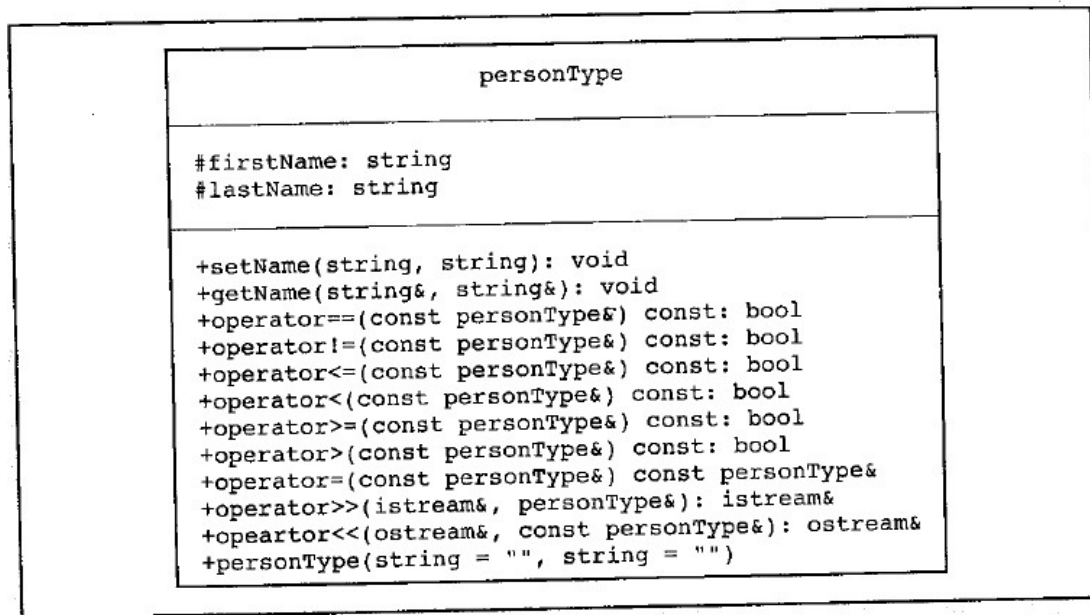 personType
#firstName: string
#lastName: string
+setName(string, string): void
+getName(string&, string&): void
+operator==(const personType&) const: bool
+operator!=(const personType&) const: bool
+operator<=(const personType&) const: bool
+operator<(const personType&) const: bool
+operator>=(const personType&) const: bool
+operator>(const personType&) const: bool
+operator=(const personType&) const personType&
+operator>>(istream&, personType&): istream&
+opeartor<<(ostream&, const personType&): ostream&
+personType(string = "", string = "")